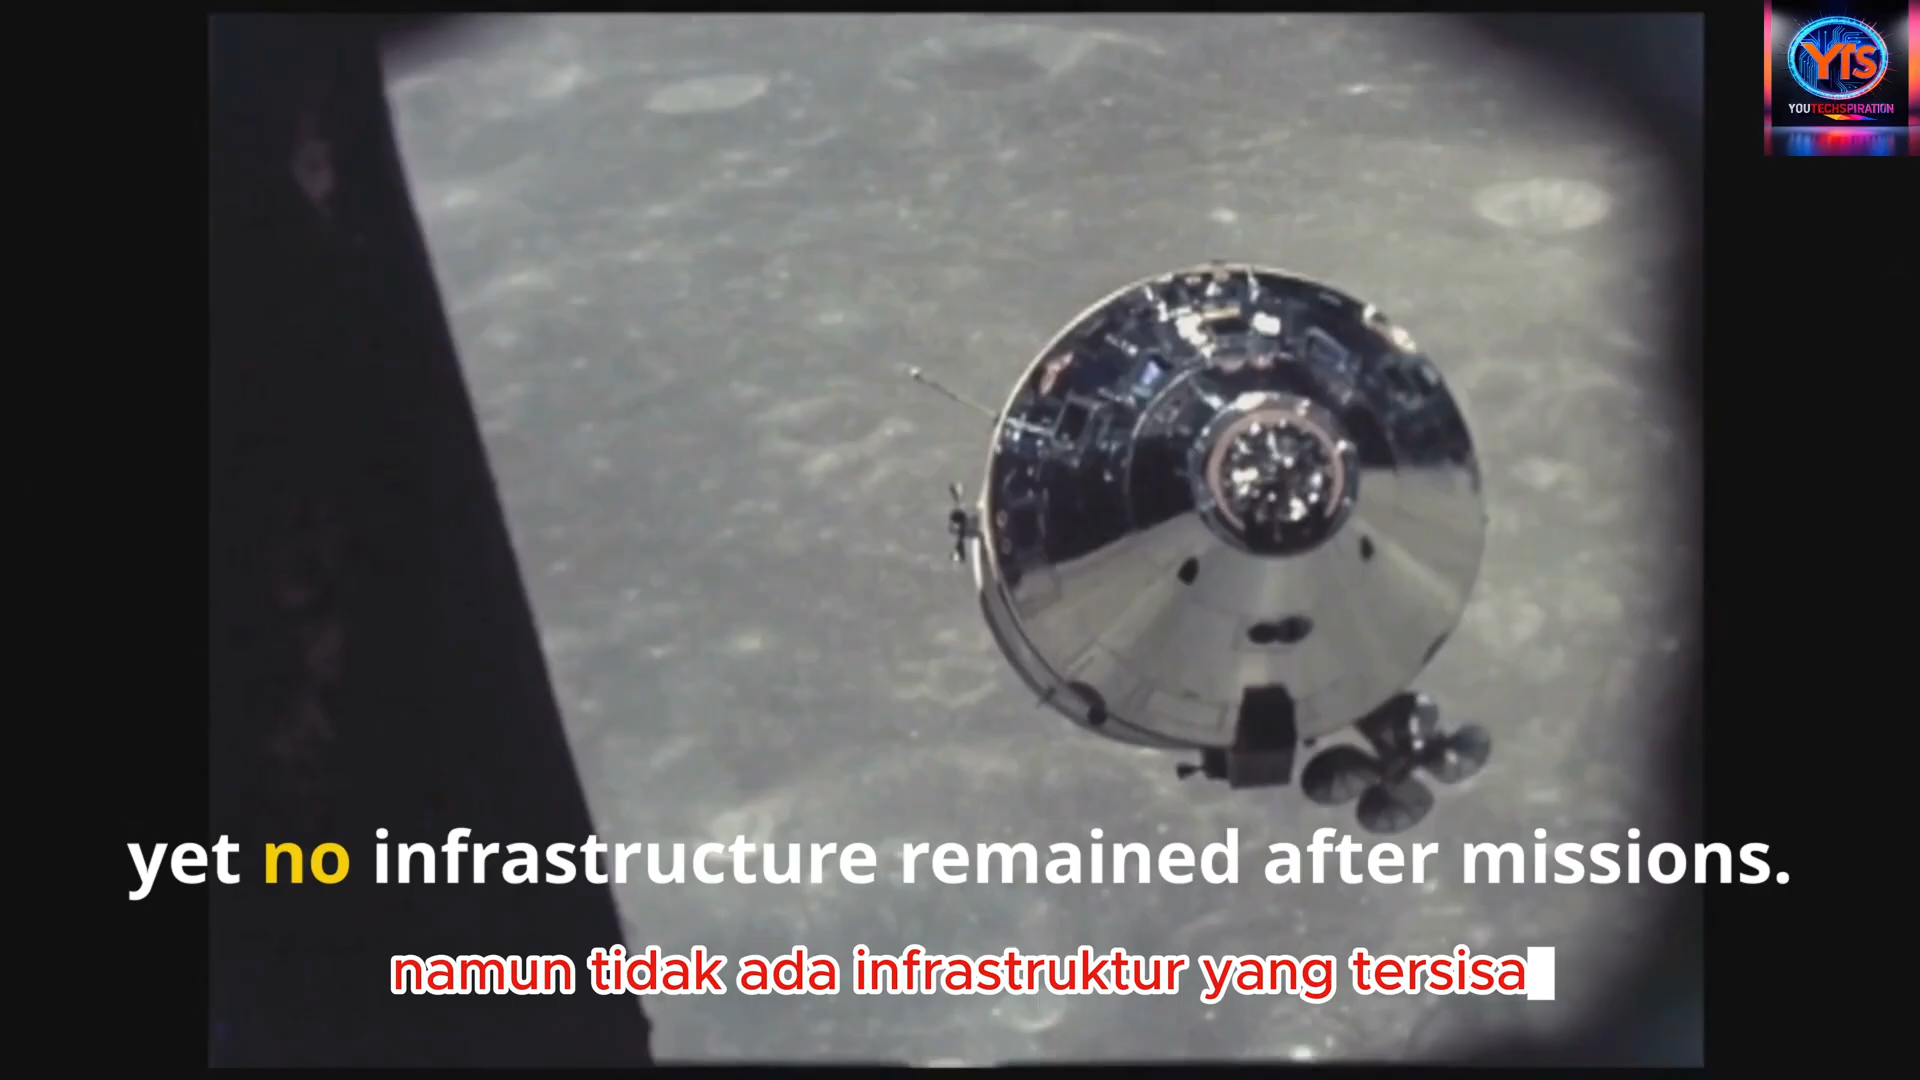 YTS
YOUTECHSPIRATION
yet no infrastructure remained after missions.
namun tidak ada infrastruktur yang tersisa